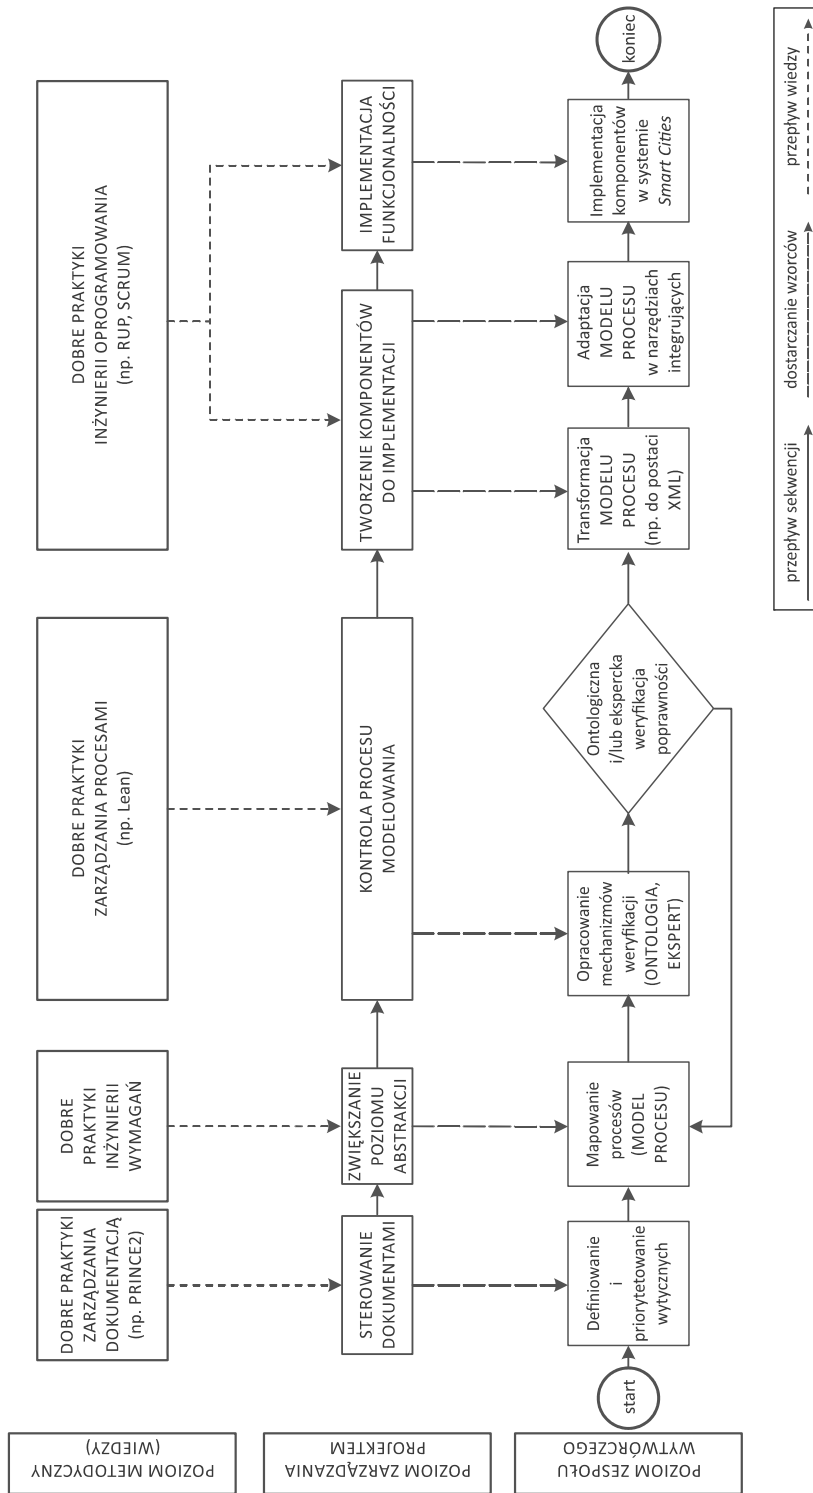 POZIOM METODYCZNY
(WIEDZY)
DOBRE PRAKTYKI
ZARZĄDZANIA
DOKUMENTACJĄ
(np. PRINCE2)
DOBRE
PRAKTYKI
INŻYNIERII
WYMAGAŃ
DOBRE PRAKTYKI
ZARZĄDZANIA PROCESAMI
(np. Lean)
DOBRE PRAKTYKI
INŻYNIERII OPROGRAMOWANIA
(np. RUP, SCRUM)
POZIOM ZARZĄDZANIA
PROJEKTEM
STEROWANIE
DOKUMENTAMI
ZWIĘKSZANIE
POZIOMU
ABSTRAKCJI
KONTROLA PROCESU
MODELOWANIA
TWORZENIE KOMPONENTÓW
DO IMPLEMENTACJI
IMPLEMENTACJA
FUNKCJONALNOŚCI
POZIOM ZESPOŁU
WYTWÓRCZEGO
start
Definiowanie
i
priorytetowanie
wytycznych
Mapowanie
procesów
(MODEL
PROCESU)
Opracowanie
mechanizmów
weryfikacji
(ONTOLOGIA,
EKSPERT)
Ontologiczna
i/lub ekspercka
weryfikacja
poprawności
Transformacja
MODELU
PROCESU
(np. do postaci
XML)
Adaptacja
MODELU
PROCESU
w narzędziach
integrujących
Implementacja
komponentów
w systemie
Smart Cities
koniec
przepływ sekwencji
dostarczanie wzorców
przepływ wiedzy